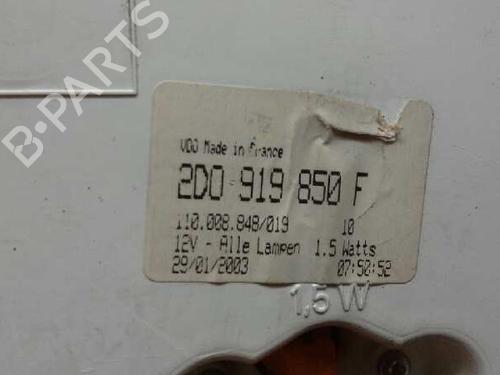 B-PARTS
VDO Made in France
2D0 919 850 F
110.008.848/019 10
12V - Alle Lampen 1.5 Watts
29/01/2003 07:50:52
1,5W